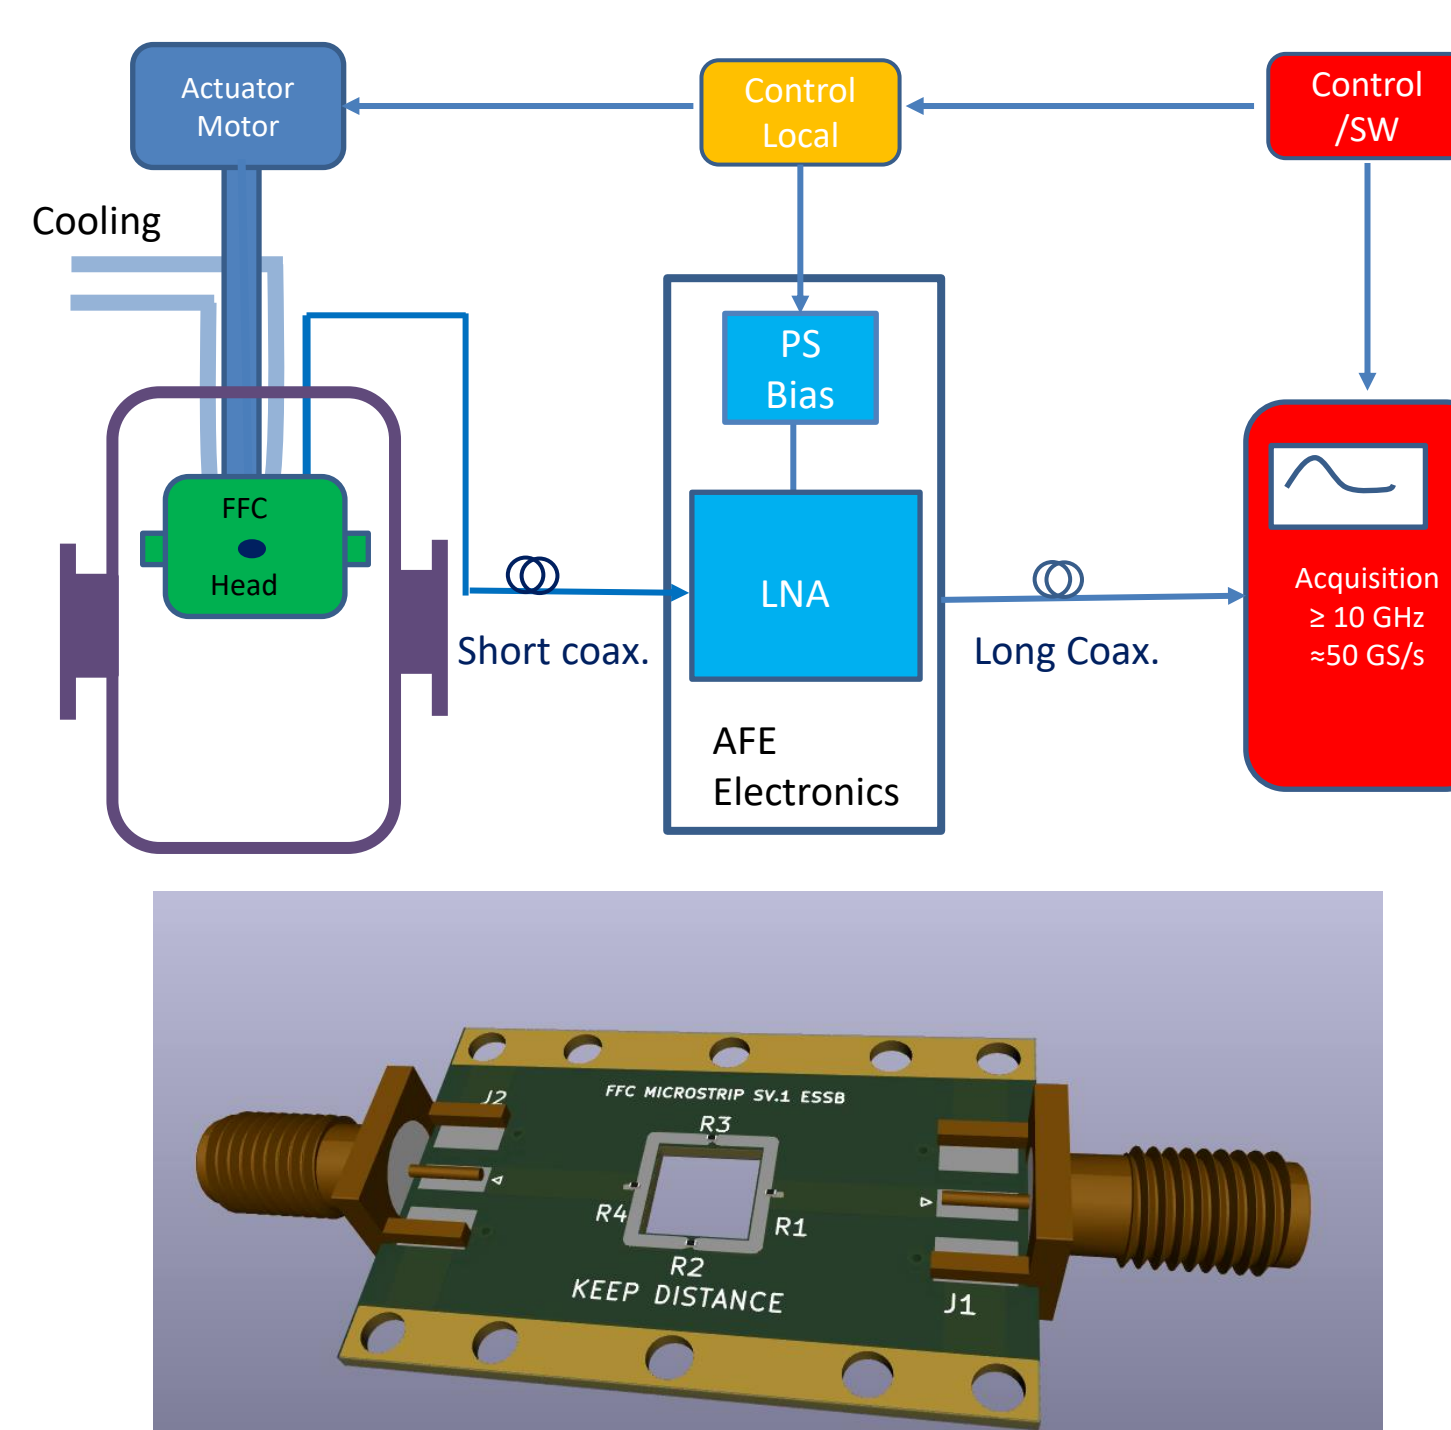 Actuator
Motor
Control
Local
Control
/SW
Cooling
PS
Bias
FFC
Head
LNA
Acquisition
≥ 10 GHz
≈50 GS/s
Short coax.
Long Coax.
AFE
Electronics
J2
FFC MICROSTRIP SV.1 ESSB
R3
R4
R1
R2
KEEP DISTANCE
J1